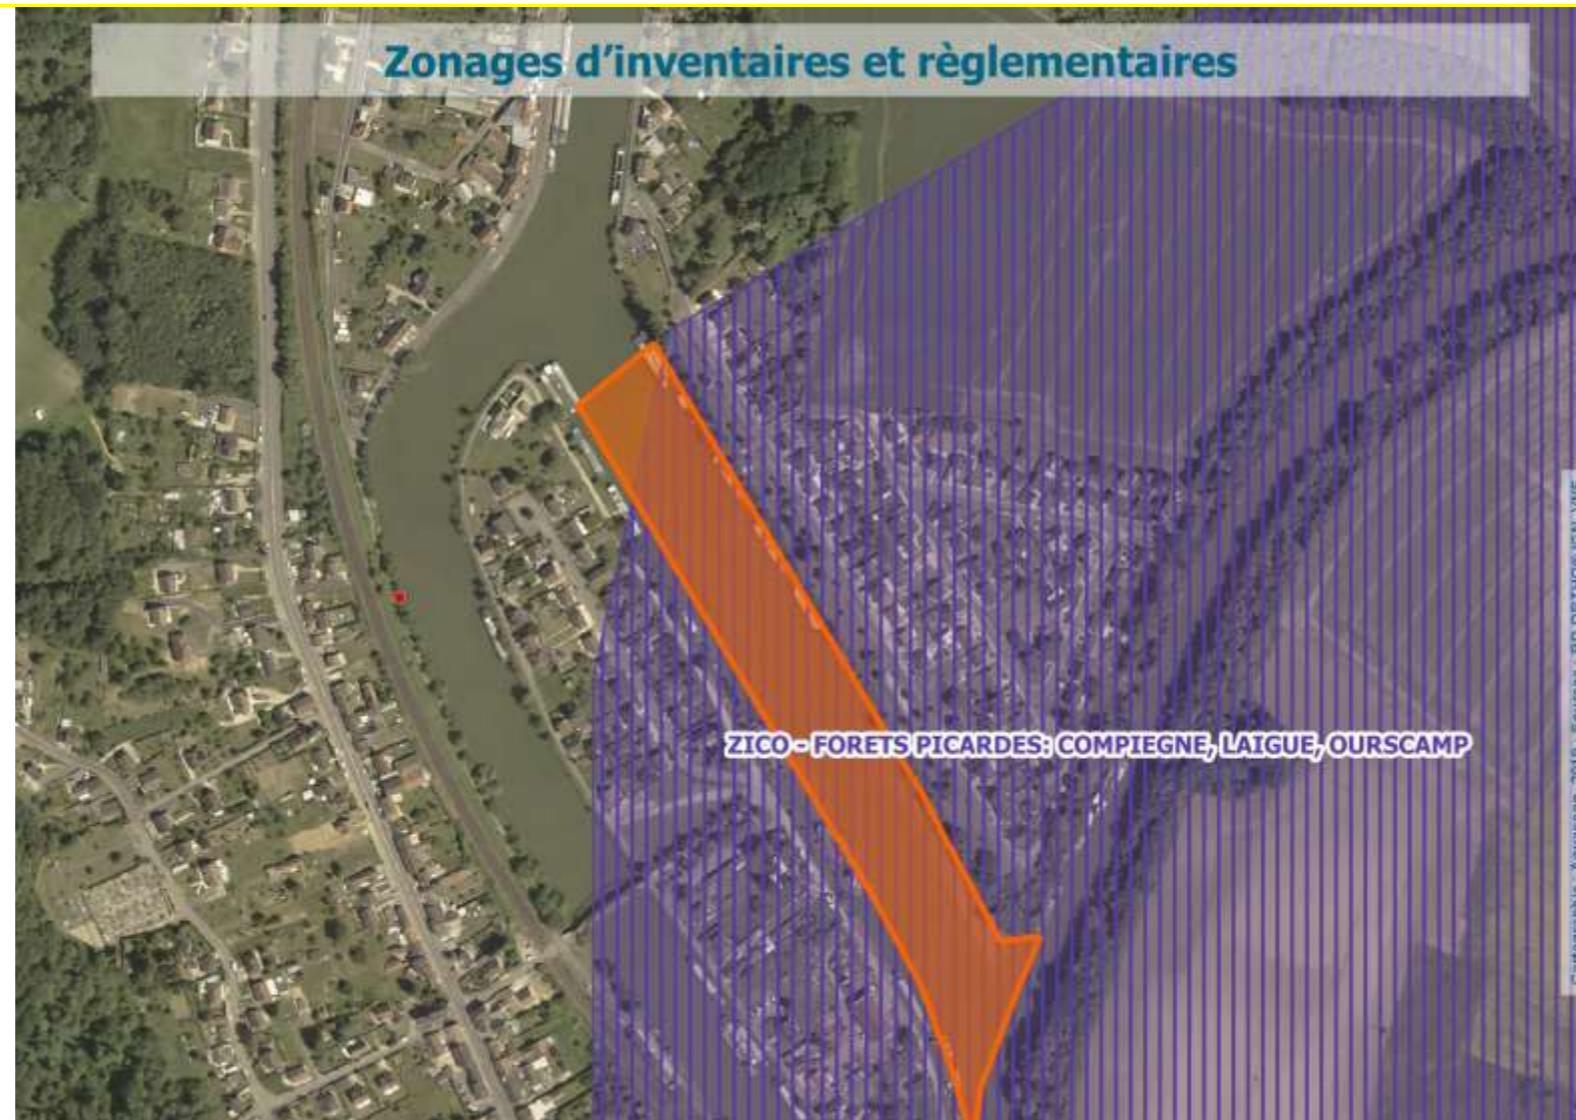 Zonages d'inventaires et règlementaires
ZICO - FORETS PICARDES: COMPIEGNE, LAIGUE, OURSCAMP